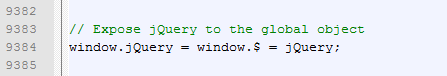 9382
9383 // Expose jQuery to the global object
9384 window.jQuery = window.$ = jQuery;
9385